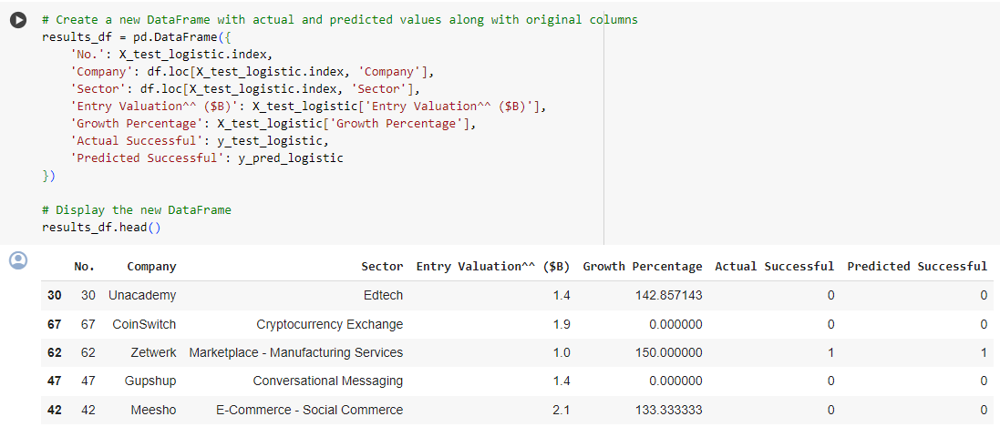 # Create a new DataFrame with actual and predicted values along with original columns
results_df = pd.DataFrame({
    'No.': X_test_logistic.index,
    'Company': df.loc[X_test_logistic.index, 'Company'],
    'Sector': df.loc[X_test_logistic.index, 'Sector'],
    'Entry Valuation^^ ($B)': X_test_logistic['Entry Valuation^^ ($B)'],
    'Growth Percentage': X_test_logistic['Growth Percentage'],
    'Actual Successful': y_test_logistic,
    'Predicted Successful': y_pred_logistic
})
# Display the new DataFrame
results_df.head()
No. Company Sector Entry Valuation^^ ($B) Growth Percentage Actual Successful Predicted Successful
30 30 Unacademy Edtech 1.4 142.857143 0 0
67 67 CoinSwitch Cryptocurrency Exchange 1.9 0.000000 0 0
62 62 Zetwerk Marketplace - Manufacturing Services 1.0 150.000000 1 1
47 47 Gupshup Conversational Messaging 1.4 0.000000 0 0
42 42 Meesho E-Commerce - Social Commerce 2.1 133.333333 0 0